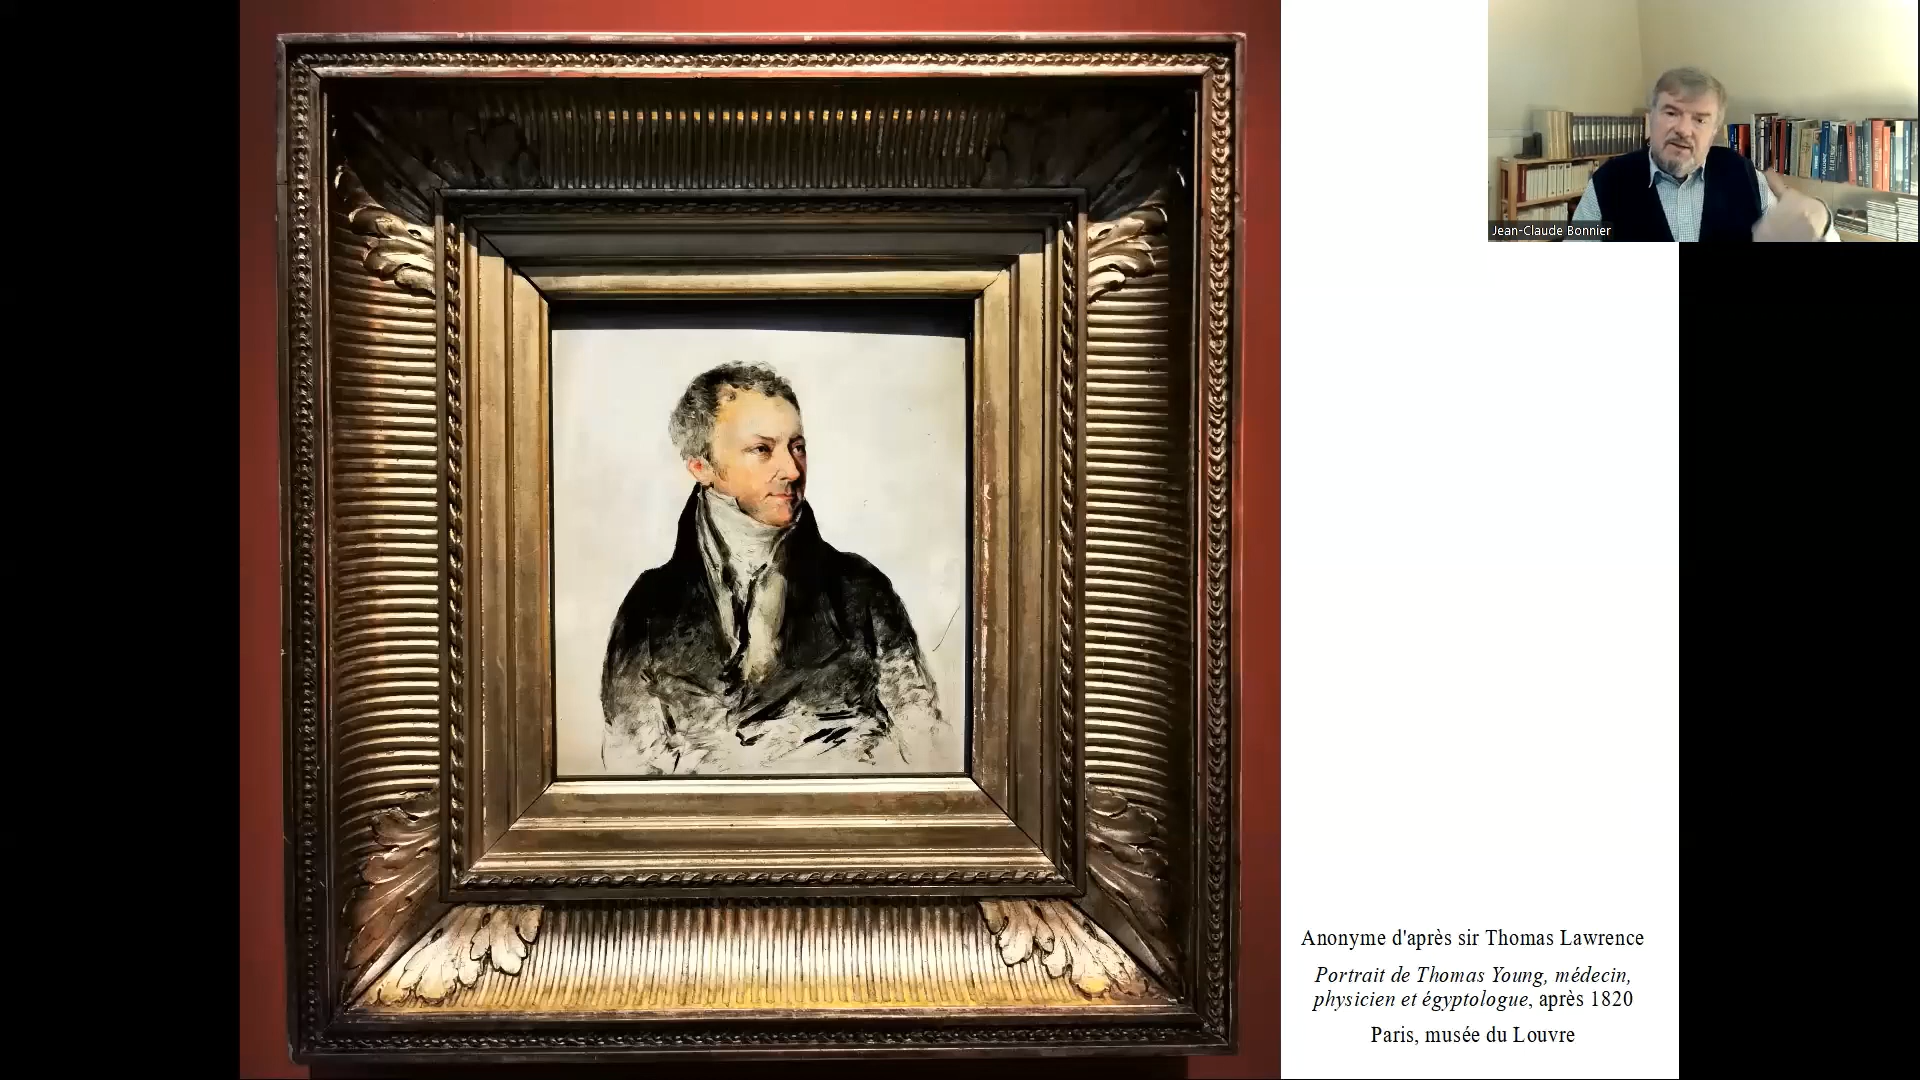 Jean-Claude Bonnier
Anonyme d'après sir Thomas Lawrence
Portrait de Thomas Young, médecin,
physicien et égyptologue, après 1820
Paris, musée du Louvre